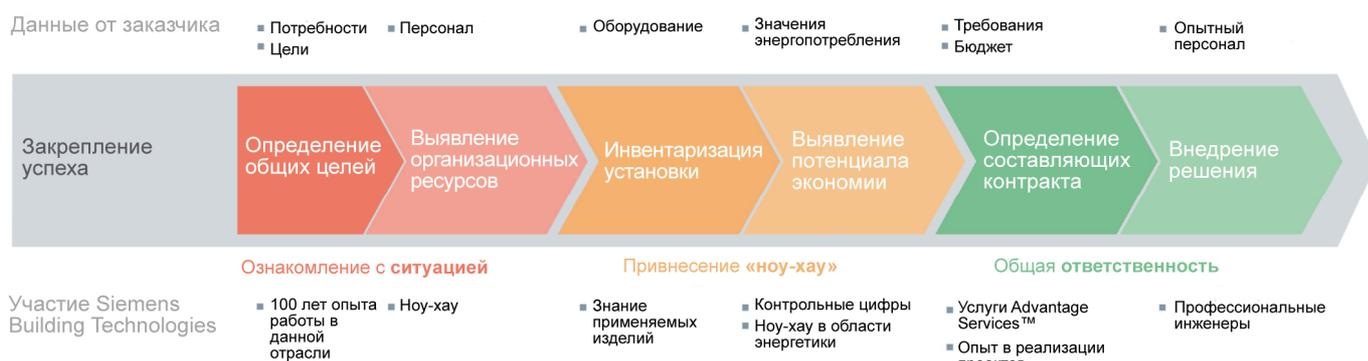 Данные от заказчика
Потребности
Цели
Персонал
Оборудование
Значения
энергопотребления
Требования
Бюджет
Опытный
персонал
Закрепление
успеха
Определение
общих целей
Выявление
организационных
ресурсов
Инвентаризация
установки
Выявление
потенциала
экономии
Определение
составляющих
контракта
Внедрение
решения
Ознакомление с ситуацией
Привнесение «ноу-хау»
Общая ответственность
Участие Siemens
Building Technologies
100 лет опыта
работы в
данной
отрасли
Ноу-хау
Знание
применяемых
изделий
Контрольные цифры
Ноу-хау в области
энергетики
Услуги Advantage
Services™
Опыт в реализации
Профессиональные
инженеры